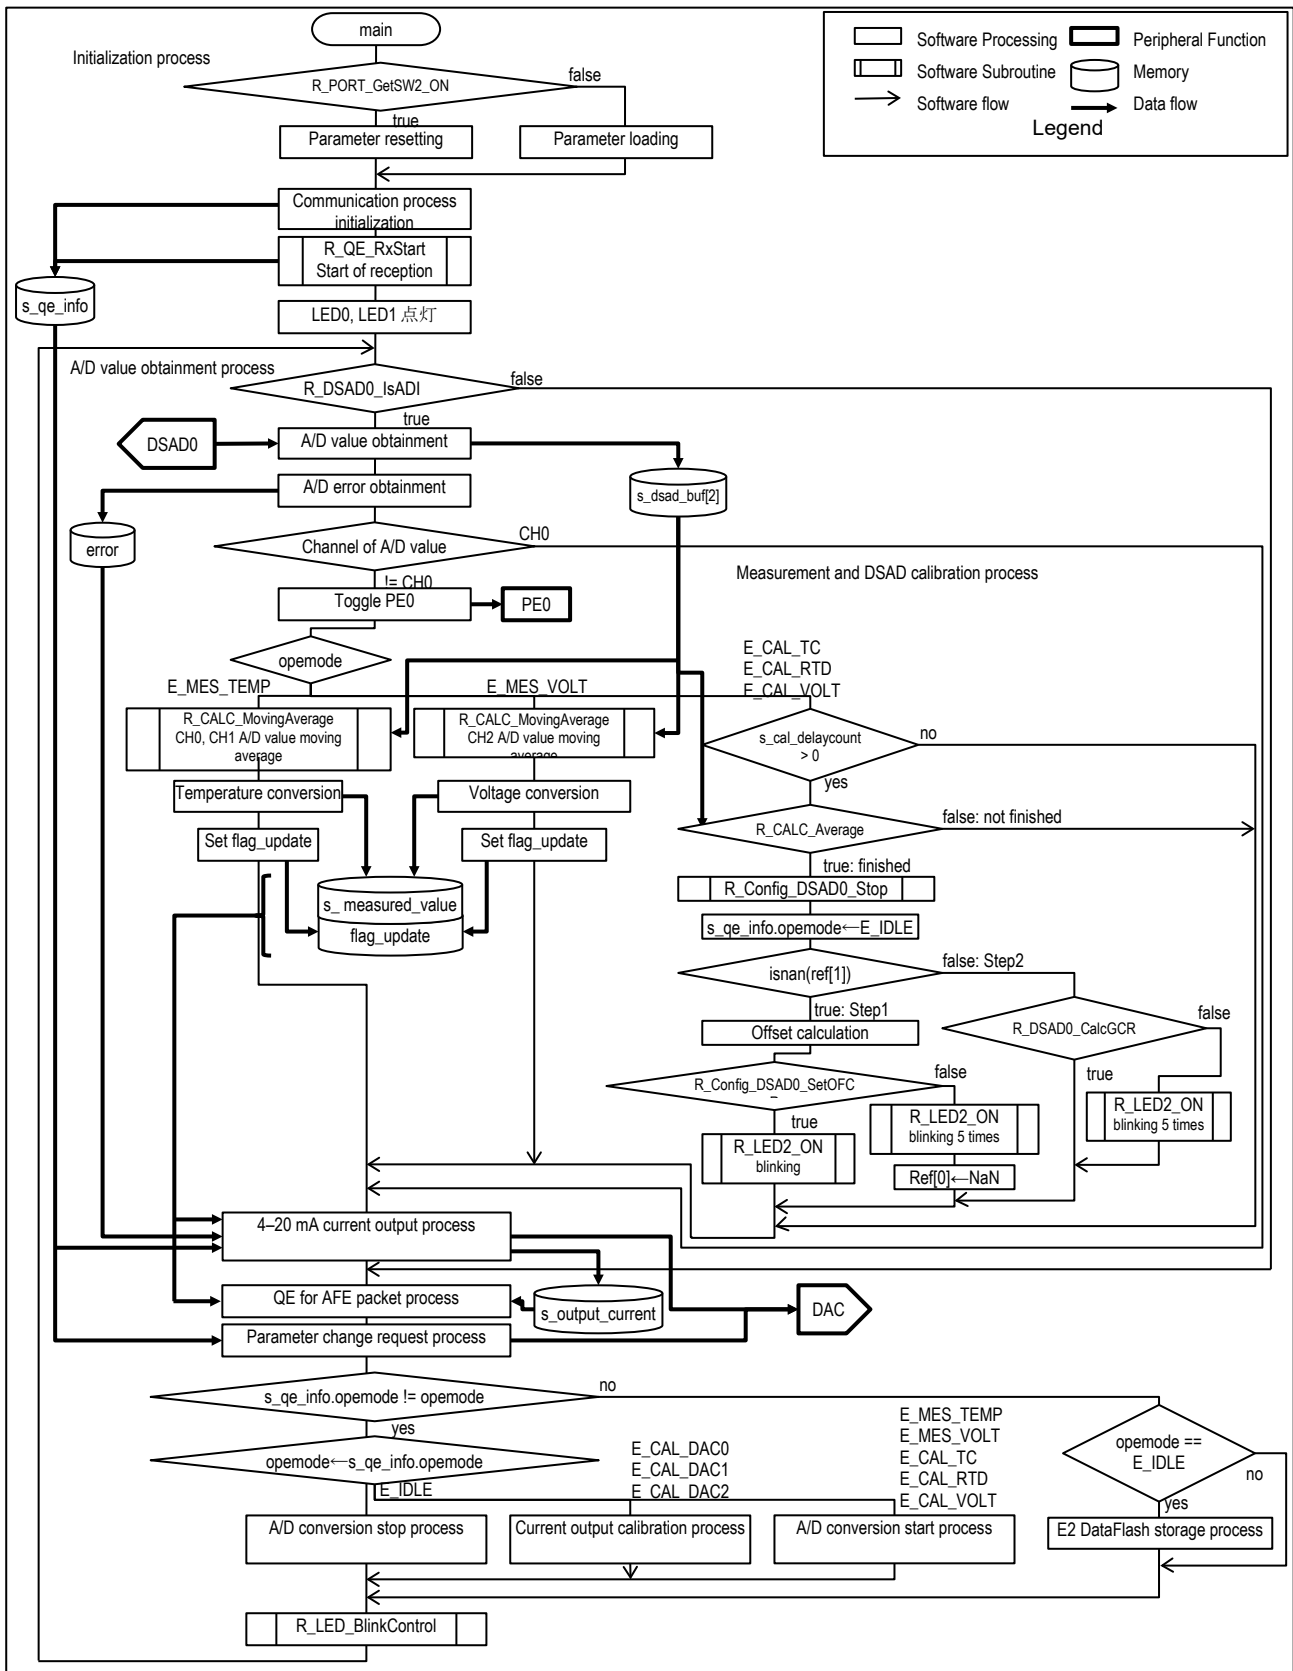 main
Initialization process
R_PORT_GetSW2_ON
false
true
Parameter resetting
Parameter loading
Software Processing
Peripheral Function
Software Subroutine
Memory
Software flow
Data flow
Legend
Communication process
initialization
R_QE_RxStart
Start of reception
s_qe_info
LED0, LED1 点灯
A/D value obtainment process
R_DSAD0_IsADI
false
true
DSAD0
A/D value obtainment
A/D error obtainment
s_dsad_buf[2]
error
Channel of A/D value
CH0
!= CH0
Measurement and DSAD calibration process
Toggle PE0
PE0
opemode
E_MES_TEMP
E_MES_VOLT
E_CAL_TC
E_CAL_RTD
E_CAL_VOLT
R_CALC_MovingAverage
CH0, CH1 A/D value moving
average
R_CALC_MovingAverage
CH2 A/D value moving
average
s_cal_delaycount
> 0
no
yes
Temperature conversion
Voltage conversion
R_CALC_Average
false: not finished
true: finished
Set flag_update
Set flag_update
s_ measured_value
flag_update
R_Config_DSAD0_Stop
s_qe_info.opemode←E_IDLE
isnan(ref[1])
false: Step2
true: Step1
Offset calculation
R_DSAD0_CalcGCR
false
true
R_Config_DSAD0_SetOFC
false
true
R_LED2_ON
blinking
R_LED2_ON
blinking 5 times
R_LED2_ON
blinking 5 times
Ref[0]←NaN
4–20 mA current output process
QE for AFE packet process
s_output_current
DAC
Parameter change request process
s_qe_info.opemode != opemode
no
yes
opemode←s_qe_info.opemode
E_IDLE
E_CAL_DAC0
E_CAL_DAC1
E_CAL_DAC2
E_MES_TEMP
E_MES_VOLT
E_CAL_TC
E_CAL_RTD
E_CAL_VOLT
opemode ==
E_IDLE
no
yes
A/D conversion stop process
Current output calibration process
A/D conversion start process
E2 DataFlash storage process
R_LED_BlinkControl